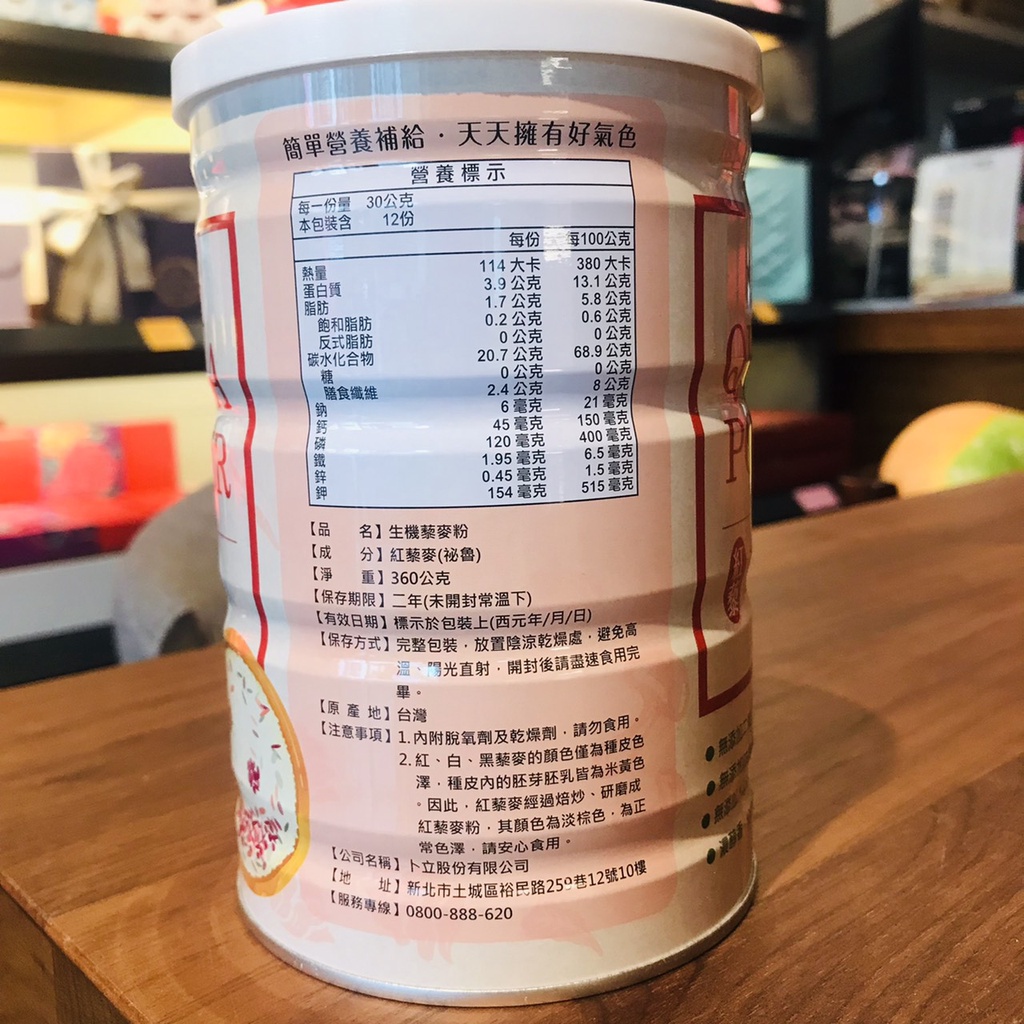 簡單營養補給・天天擁有好氣色
營養標示
每一份量 30公克
本包裝含 12份
每份 每100公克
熱量 114 大卡 380 大卡
蛋白質 3.9 公克 13.1 公克
脂肪 1.7 公克 5.8 公克
飽和脂肪 0.2 公克 0.6 公克
反式脂肪 0 公克 0 公克
碳水化合物 20.7 公克 68.9 公克
糖 0 公克 0 公克
膳食纖維 2.4 公克 8 公克
鈉 6 毫克 21 毫克
鈣 45 毫克 150 毫克
磷 120 毫克 400 毫克
鐵 1.95 毫克 6.5 毫克
鋅 0.45 毫克 1.5 毫克
鉀 154 毫克 515 毫克
【品 名】生機藜麥粉
【成 分】紅藜麥(祕魯)
【淨 重】360公克
【保存期限】二年(未開封常溫下)
【有效日期】標示於包裝上(西元年/月/日)
【保存方式】完整包裝，放置陰涼乾燥處，避免高
溫、陽光直射，開封後請盡速食用完
畢。
【原 產 地】台灣
【注意事項】1.內附脫氧劑及乾燥劑，請勿食用。
2.紅、白、黑藜麥的顏色僅為種皮色
澤，種皮內的胚芽胚乳皆為米黃色
。因此，紅藜麥經過焙炒、研磨成
紅藜麥粉，其顏色為淡棕色，為正
常色澤，請安心食用。
【公司名稱】卜立股份有限公司
【地 址】新北市土城區裕民路259巷12號10樓
【服務專線】0800-888-620